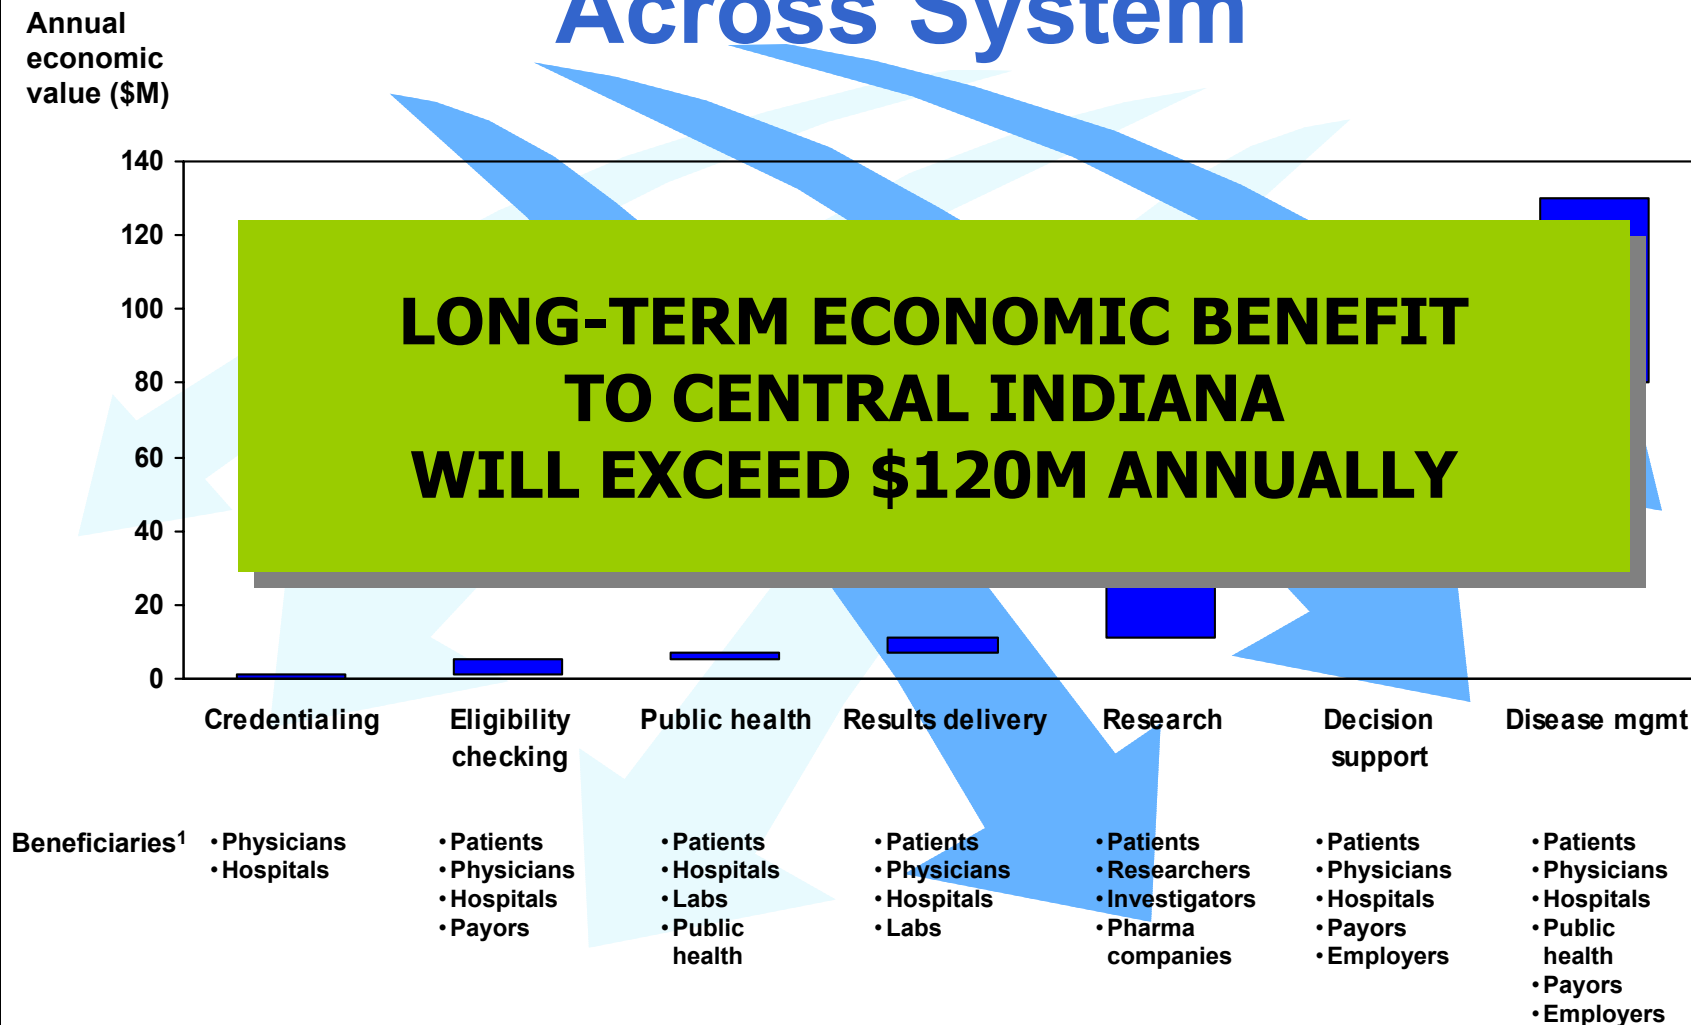 Across System
Annual
economic
value ($M)
140
120
100
80
60
40
20
0
LONG-TERM ECONOMIC BENEFIT
TO CENTRAL INDIANA
WILL EXCEED $120M ANNUALLY
Credentialing
Eligibility
checking
Public health
Results delivery
Research
Decision
support
Disease mgmt
Beneficiaries¹
•Physicians
•Hospitals
•Patients
•Physicians
•Hospitals
•Payors
•Patients
•Hospitals
•Labs
•Public
health
•Patients
•Physicians
•Hospitals
•Labs
•Patients
•Researchers
•Investigators
•Pharma
companies
•Patients
•Physicians
•Hospitals
•Payors
•Employers
•Patients
•Physicians
•Hospitals
•Public
health
•Payors
•Employers